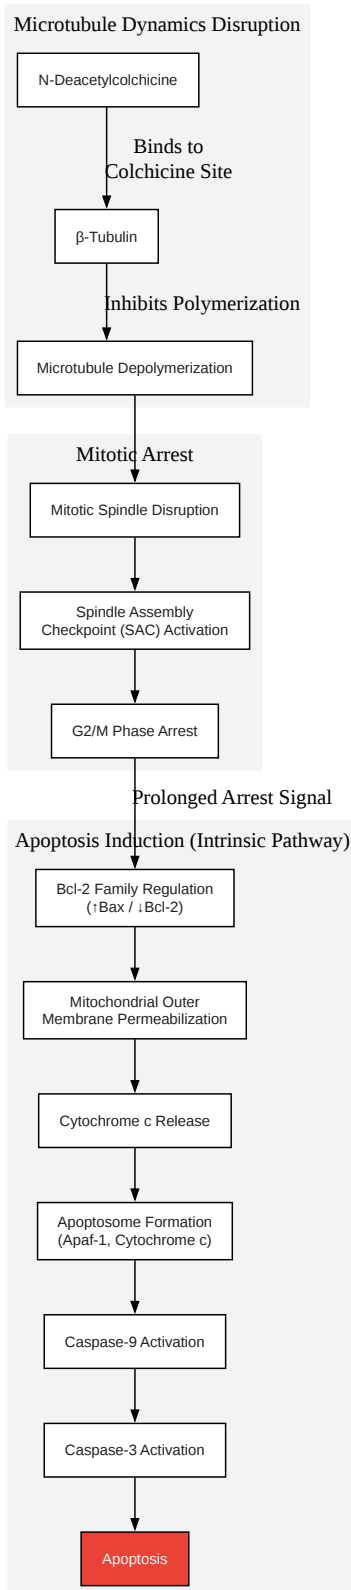 Microtubule Dynamics Disruption
N-Deacetylcolchicine
Binds to
Colchicine Site
β-Tubulin
Inhibits Polymerization
Microtubule Depolymerization
Mitotic Arrest
Mitotic Spindle Disruption
Spindle Assembly
Checkpoint (SAC) Activation
G2/M Phase Arrest
Prolonged Arrest Signal
Apoptosis Induction (Intrinsic Pathway)
Bcl-2 Family Regulation
(↑Bax / ↓Bcl-2)
Mitochondrial Outer
Membrane Permeabilization
Cytochrome c Release
Apoptosome Formation
(Apaf-1, Cytochrome c)
Caspase-9 Activation
Caspase-3 Activation
Apoptosis